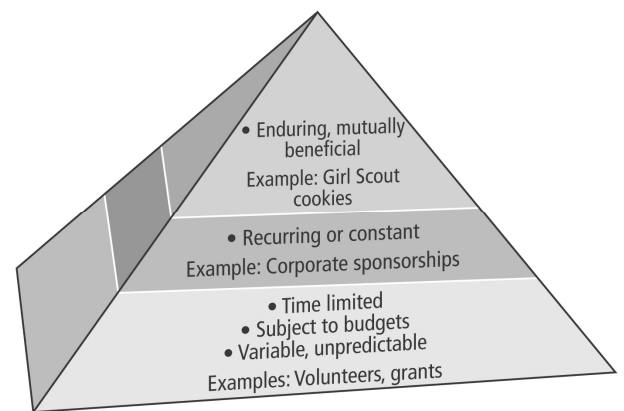 • Enduring, mutually
beneficial
Example: Girl Scout
cookies
• Recurring or constant
Example: Corporate sponsorships
• Time limited
• Subject to budgets
• Variable, unpredictable
Examples: Volunteers, grants